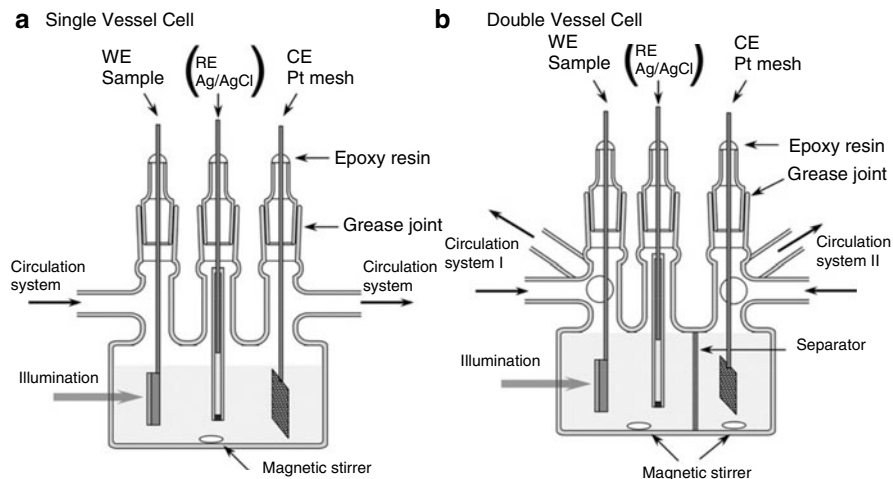 a Single Vessel Cell
WE
Sample
(RE
Ag/AgCl)
CE
Pt mesh
Epoxy resin
Grease joint
Circulation
system
Circulation
system
Illumination
Magnetic stirrer
b Double Vessel Cell
WE
Sample
(RE
Ag/AgCl)
CE
Pt mesh
Epoxy resin
Grease joint
Circulation
system I
Circulation
system II
Separator
Illumination
Magnetic stirrer